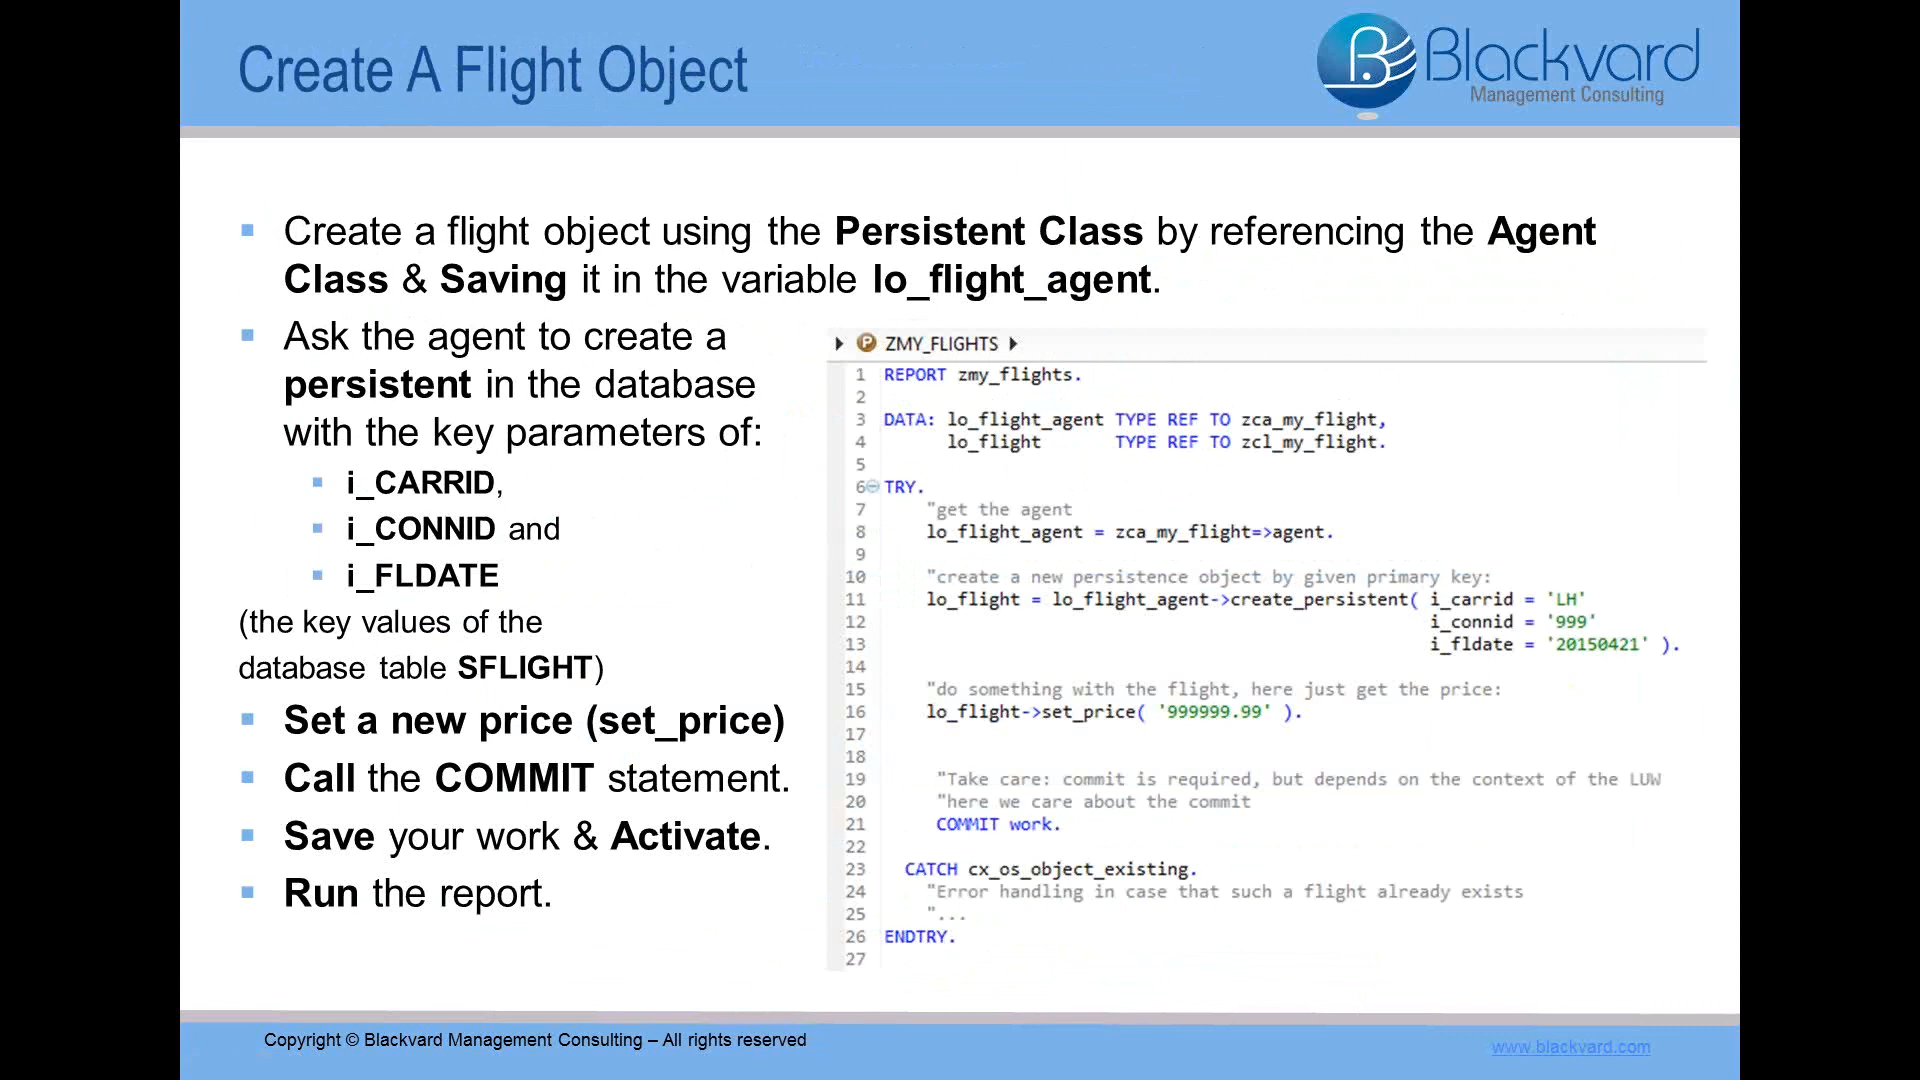 Create A Flight Object
Blackvard
Management Consulting
Create a flight object using the Persistent Class by referencing the Agent
Class & Saving it in the variable lo_flight_agent.
Ask the agent to create a
persistent in the database
with the key parameters of:
i_CARRID,
i_CONNID and
i_FLDATE
(the key values of the
database table SFLIGHT)
Set a new price (set_price)
Call the COMMIT statement.
Save your work & Activate.
Run the report.
ZMY_FLIGHTS
1 REPORT zmy_flights.
2
3 DATA: lo_flight_agent TYPE REF TO zca_my_flight,
4 lo_flight TYPE REF TO zcl_my_flight.
5
6 TRY.
7 "get the agent
8 lo_flight_agent = zca_my_flight=>agent.
9
10 "create a new persistence object by given primary key:
11 lo_flight = lo_flight_agent->create_persistent( i_carrid = 'LH'
12 i_connid = '999'
13 i_fldate = '20150421' ).
14
15 "do something with the flight, here just get the price:
16 lo_flight->set_price( '999999.99' ).
17
18
19 "Take care: commit is required, but depends on the context of the LUW
20 "here we care about the commit
21 COMMIT work.
22
23 CATCH cx_os_object_existing.
24 "Error handling in case that such a flight already exists
25 "...
26 ENDTRY.
27
Copyright © Blackvard Management Consulting – All rights reserved
www.blackvard.com